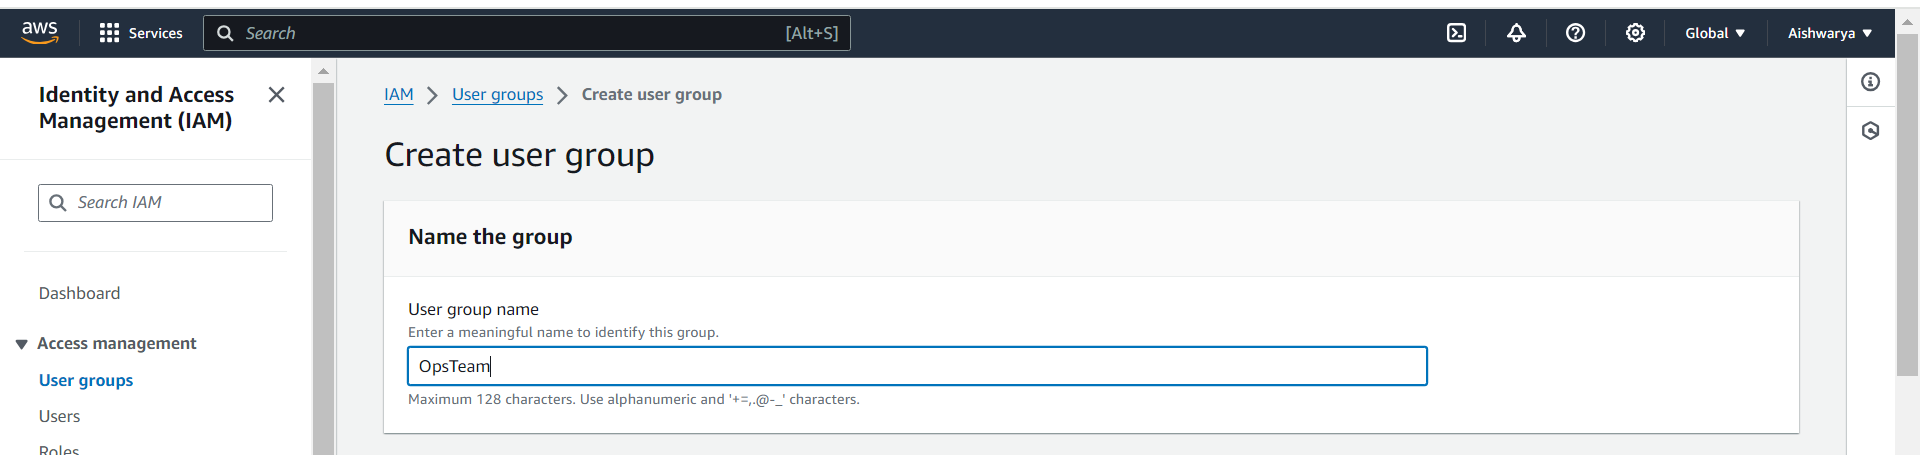 aws
Services
Search
[Alt+S]
Global
Aishwarya
Identity and Access
Management (IAM)
Search IAM
Dashboard
Access management
User groups
Users
Roles
IAM
User groups
Create user group
Create user group
Name the group
User group name
Enter a meaningful name to identify this group.
OpsTeam
Maximum 128 characters. Use alphanumeric and '+=,.@-_' characters.